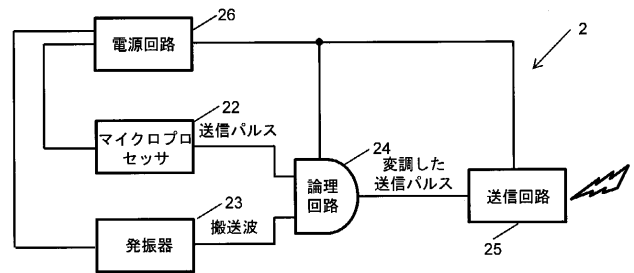 26
電源回路
2
22
マイクロプロ
セッサ
送信パルス
24
論理
回路
変調した
送信パルス
送信回路
25
23
発振器
搬送波